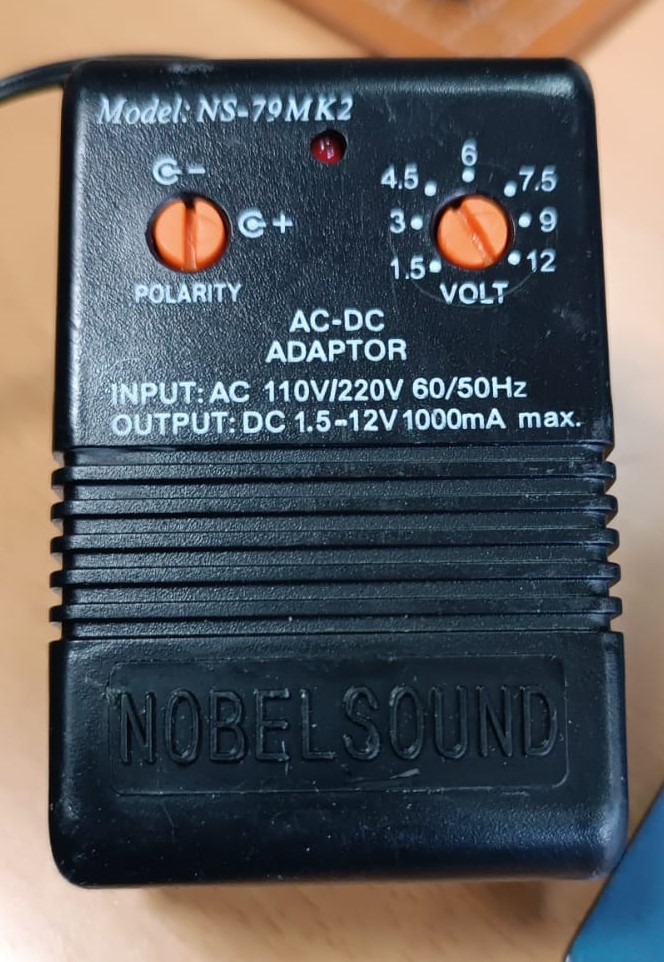 Model: NS-79MK2
-
+
POLARITY
6
4.5 7.5
3 9
1.5 12
VOLT
AC-DC
ADAPTOR
INPUT: AC 110V/220V 60/50Hz
OUTPUT: DC 1.5-12V 1000mA max.
NOBELSOUND